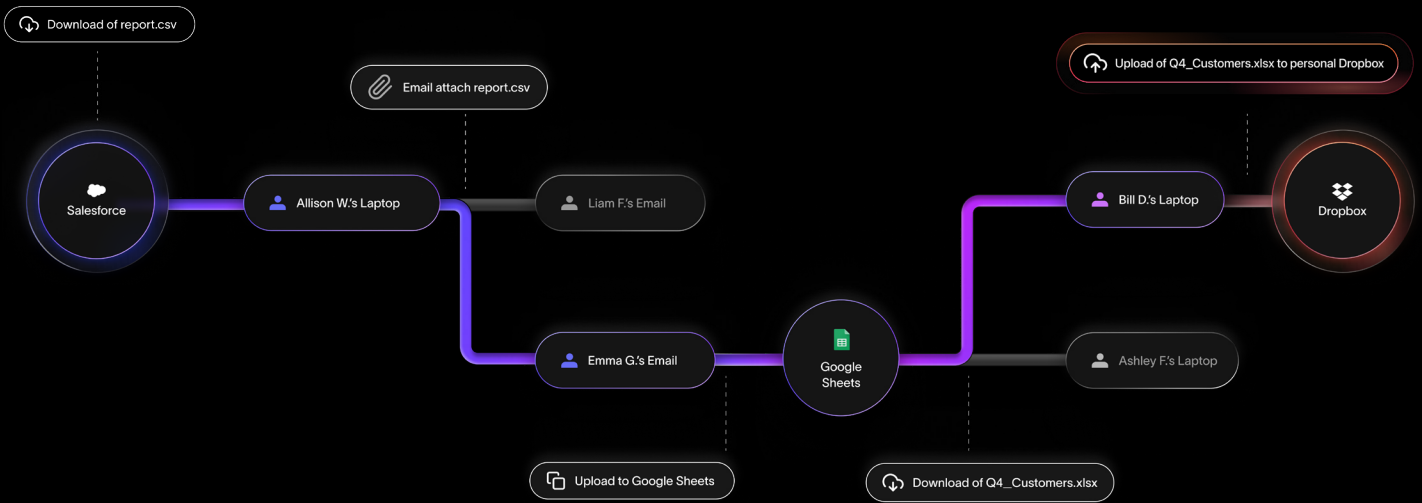 Download of report.csv
Email attach report.csv
Upload of Q4_Customers.xlsx to personal Dropbox
Salesforce
Allison W.'s Laptop
Liam F.'s Email
Bill D.'s Laptop
Dropbox
Emma G.'s Email
Google
Sheets
Ashley F.'s Laptop
Upload to Google Sheets
Download of Q4_Customers.xlsx